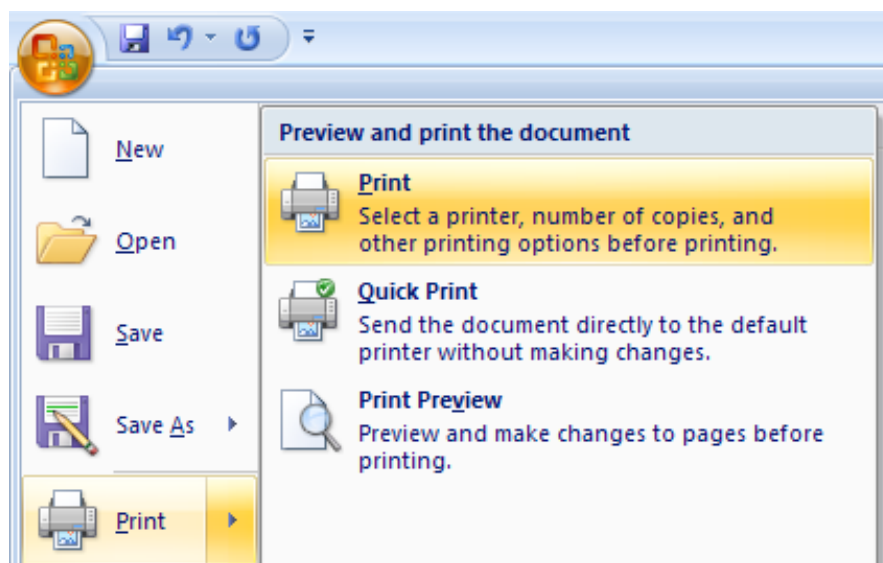 New
Open
Save
Save As
Print
Preview and print the document
Print
Select a printer, number of copies, and
other printing options before printing.
Quick Print
Send the document directly to the default
printer without making changes.
Print Preview
Preview and make changes to pages before
printing.